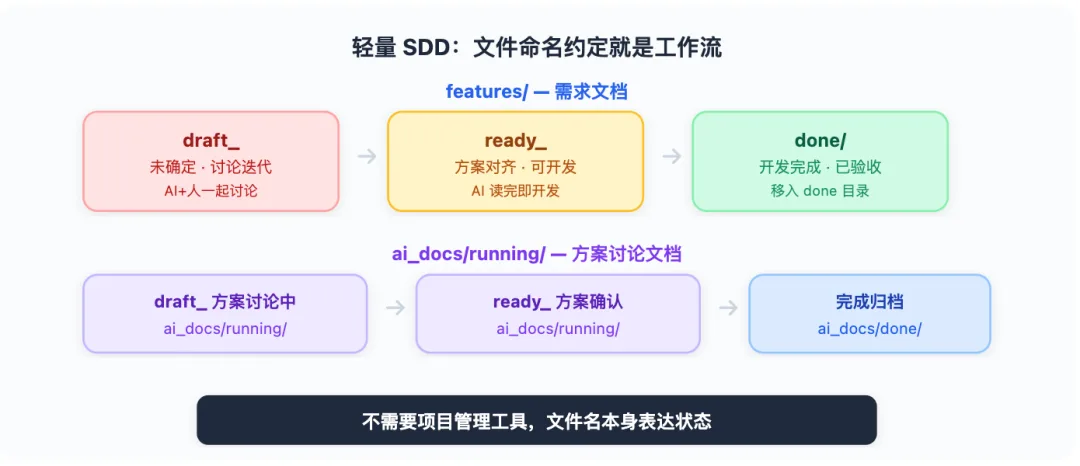 轻量 SDD：文件命名约定就是工作流
features/ — 需求文档
draft_
未确定 · 讨论迭代
AI+人一起讨论
→
ready_
方案对齐 · 可开发
AI 读完即开发
→
done/
开发完成 · 已验收
移入 done 目录
ai_docs/running/ — 方案讨论文档
draft_ 方案讨论中
ai_docs/running/
→
ready_ 方案确认
ai_docs/running/
→
完成归档
ai_docs/done/
不需要项目管理工具，文件名本身表达状态